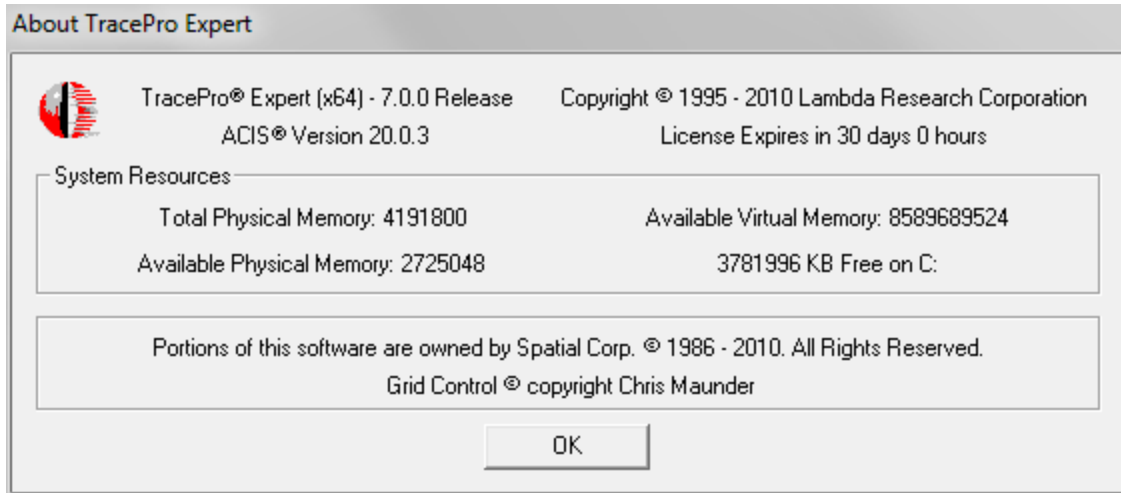 About TracePro Expert
TracePro® Expert (x64) - 7.0.0 Release
ACIS® Version 20.0.3
Copyright © 1995 - 2010 Lambda Research Corporation
License Expires in 30 days 0 hours
System Resources
Total Physical Memory: 4191800
Available Virtual Memory: 8589689524
Available Physical Memory: 2725048
3781996 KB Free on C:
Portions of this software are owned by Spatial Corp. © 1986 - 2010. All Rights Reserved.
Grid Control © copyright Chris Maunder
OK